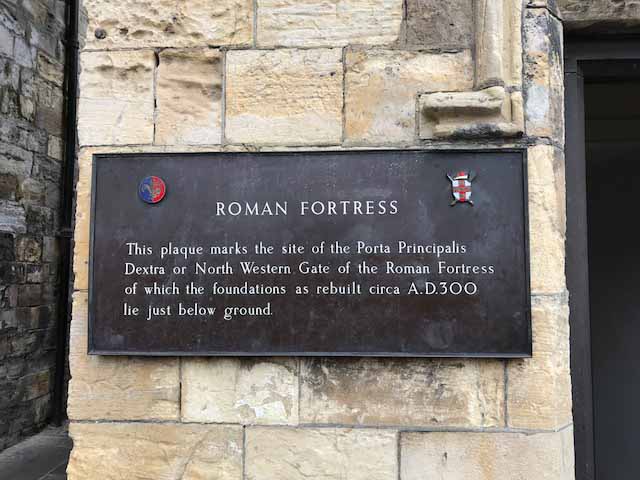 ROMAN FORTRESS
This plaque marks the site of the Porta Principalis
Dextra or North Western Gate of the Roman Fortress
of which the foundations as rebuilt circa A.D.300
lie just below ground.